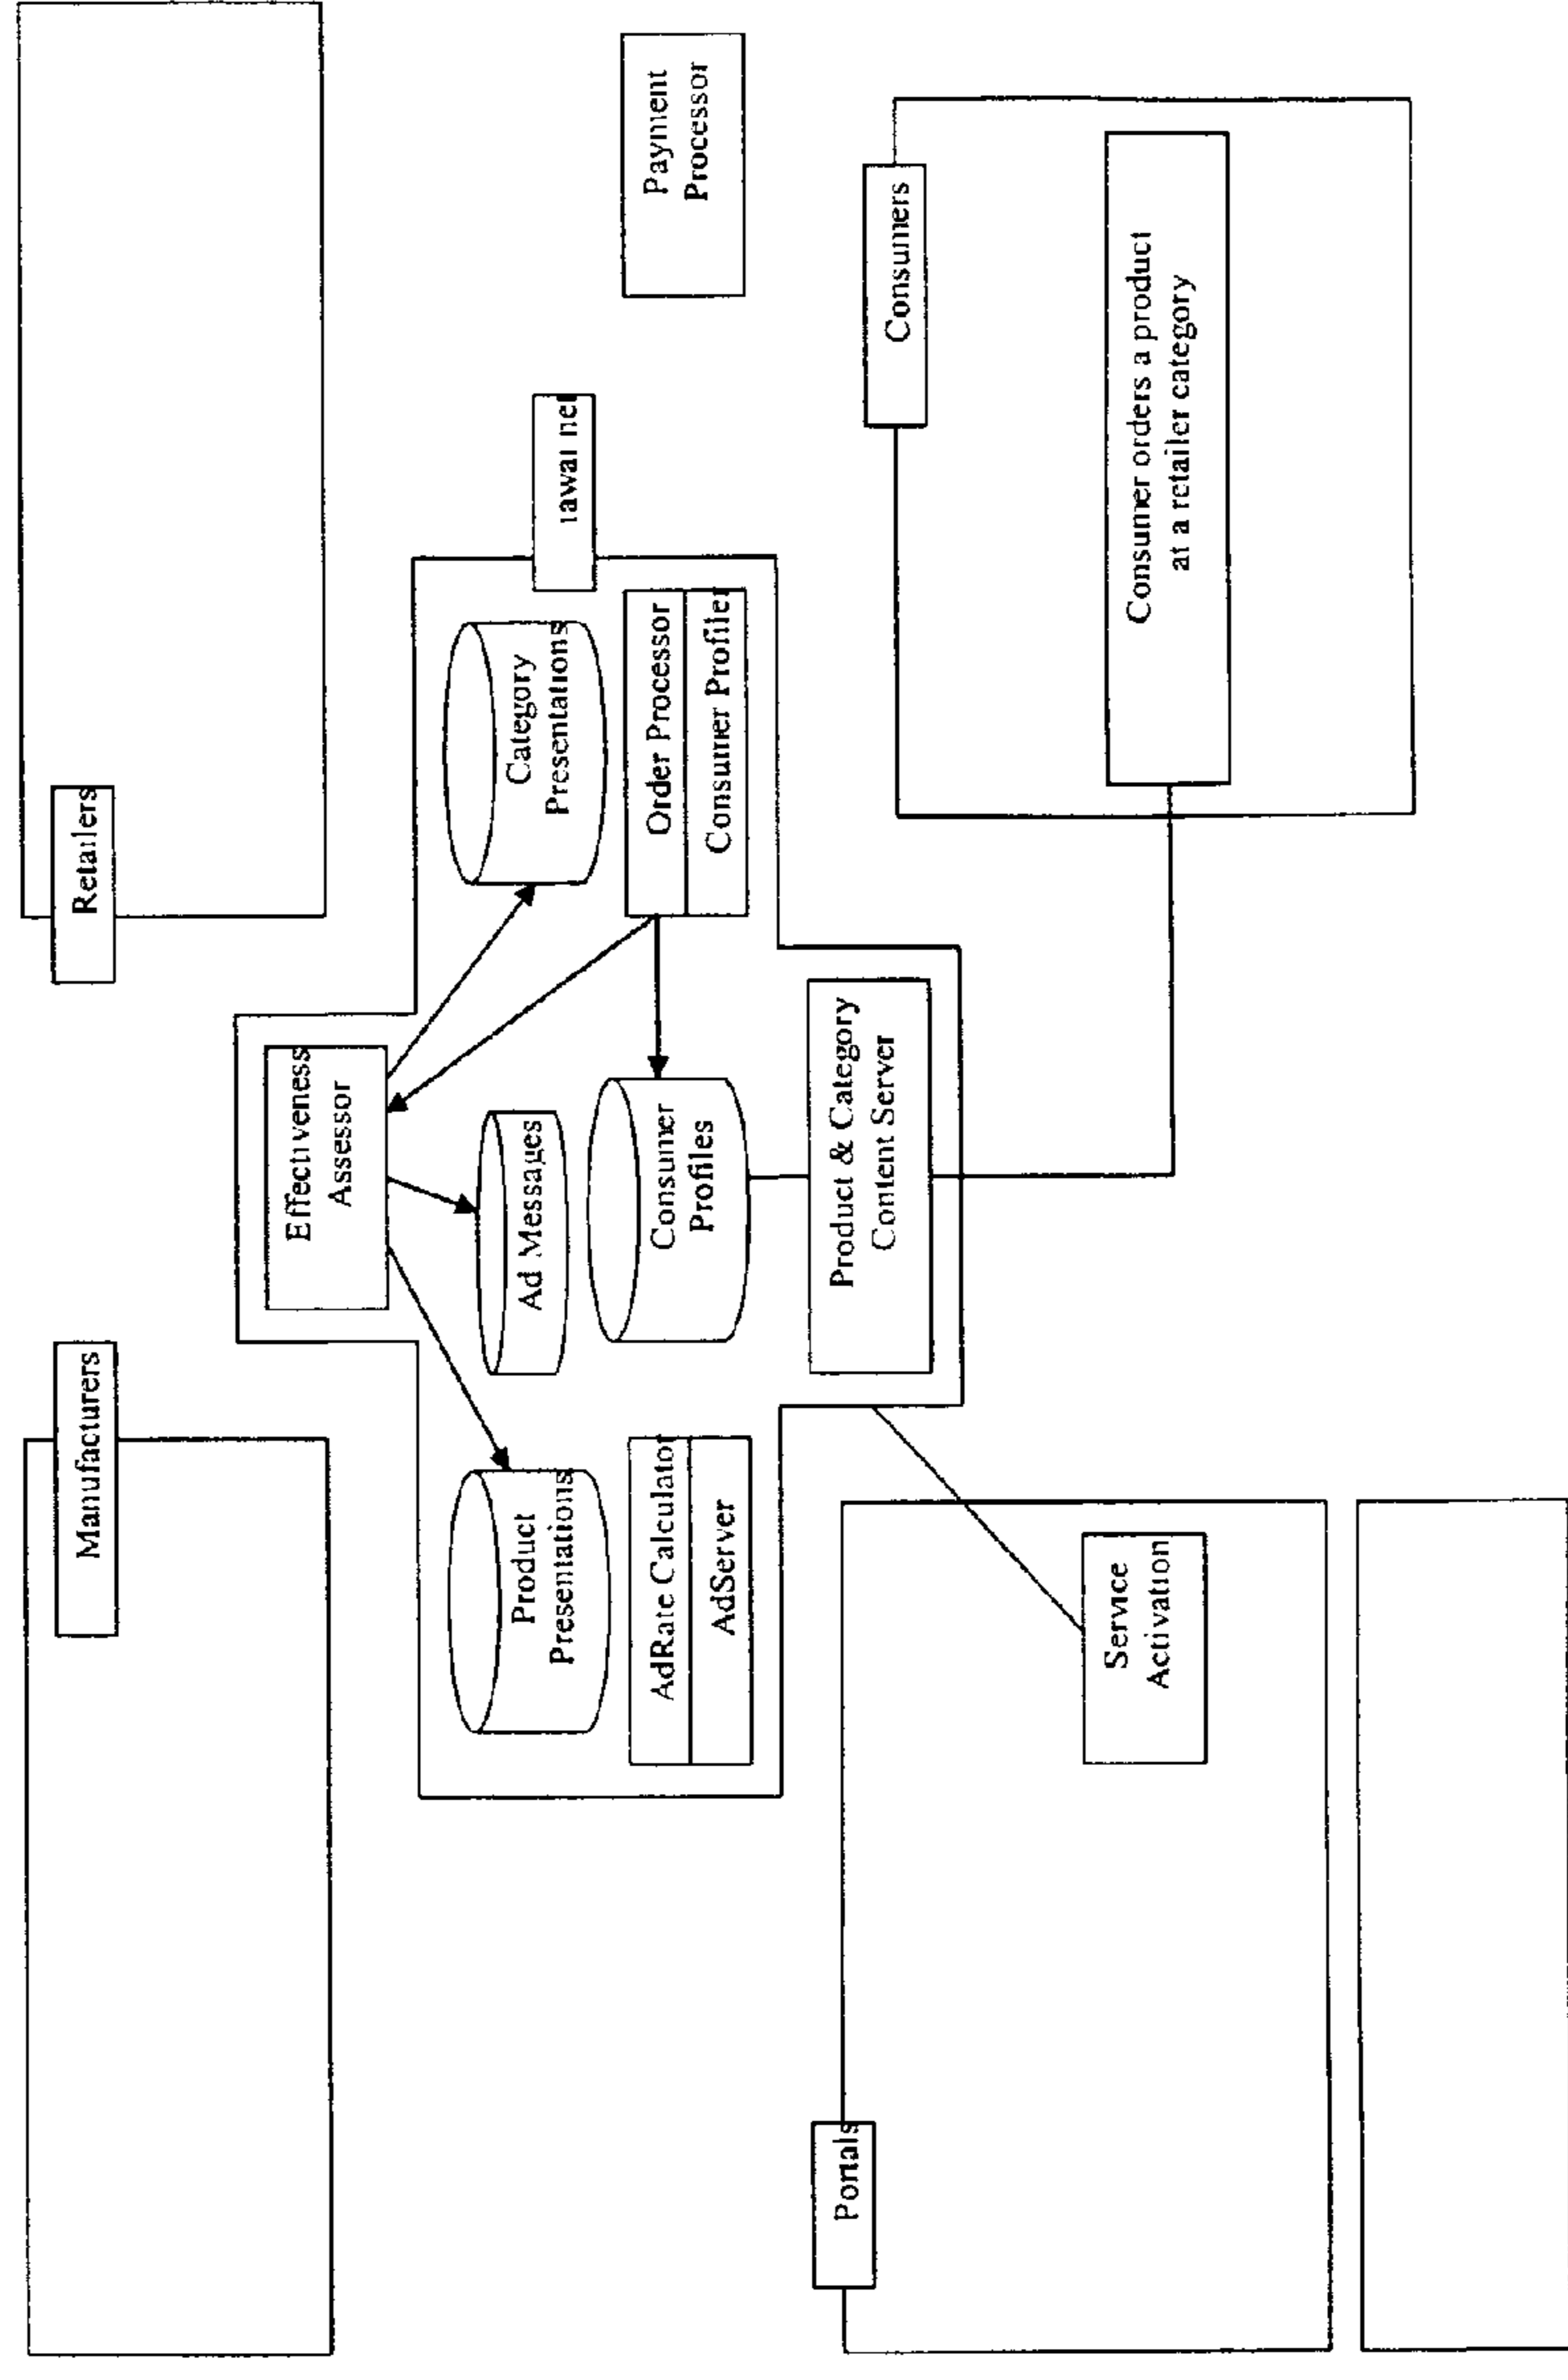 Manufacturers
Retailers
Effectiveness
Assessor
Product
Presentations
Ad Messages
Category
Presentations
AdRate Calculator
AdServer
Consumer
Profiles
Order Processor
Consumer Profiler
Payment
Processor
Product & Category
Content Server
Portals
Service
Activation
Consumers
Consumer orders a product
at a retailer category